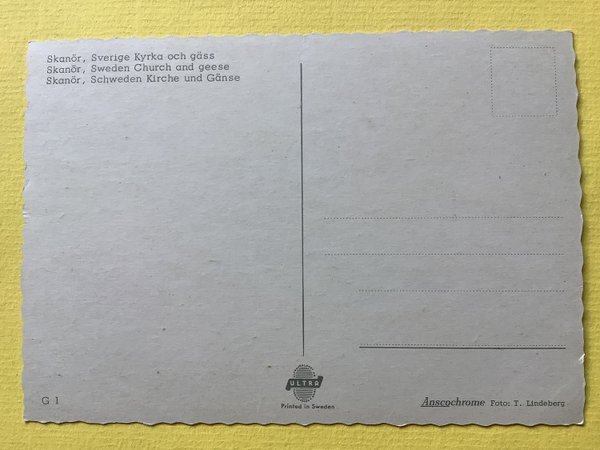 Skanör, Sverige Kyrka och gäss
Skanör, Sweden Church and geese
Skanör, Schweden Kirche und Gänse
G 1
ULTRA
Printed in Sweden
Anscochrome Foto: T. Lindeberg